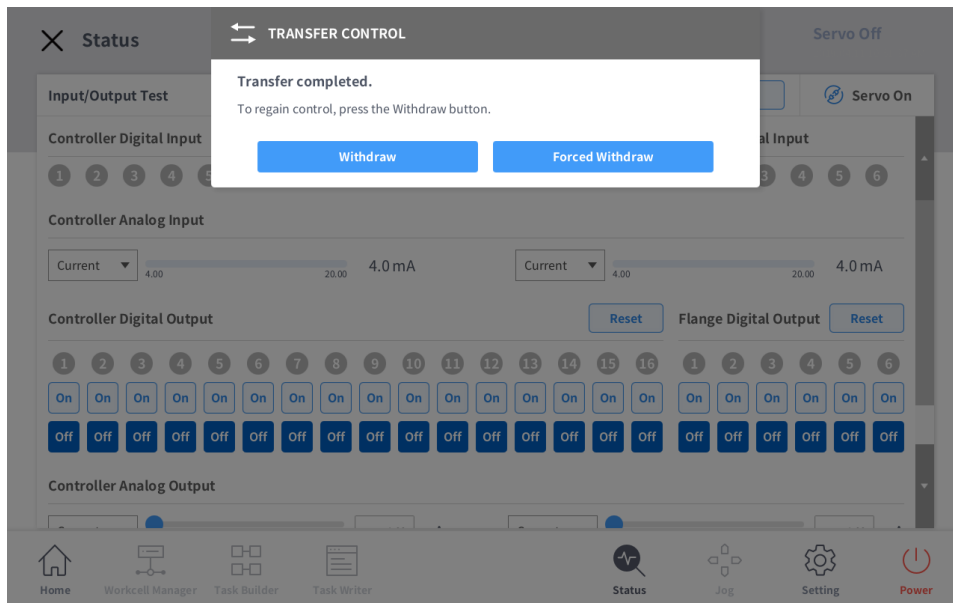 Status
TRANSFER CONTROL
Servo Off
Transfer completed.
To regain control, press the Withdraw button.
Withdraw
Forced Withdraw
Input/Output Test
Servo On
Controller Digital Input
al Input
1 2 3 4 5
3 4 5 6
Controller Analog Input
Current 4.00 20.00 4.0 mA
Current 4.00 20.00 4.0 mA
Controller Digital Output Reset
Flange Digital Output Reset
1 2 3 4 5 6 7 8 9 10 11 12 13 14 15 16
1 2 3 4 5 6
On On On On On On On On On On On On On On On On
On On On On On On
Off Off Off Off Off Off Off Off Off Off Off Off Off Off Off Off
Off Off Off Off Off Off
Controller Analog Output
Home Workcell Manager Task Builder Task Writer Status Jog Setting Power